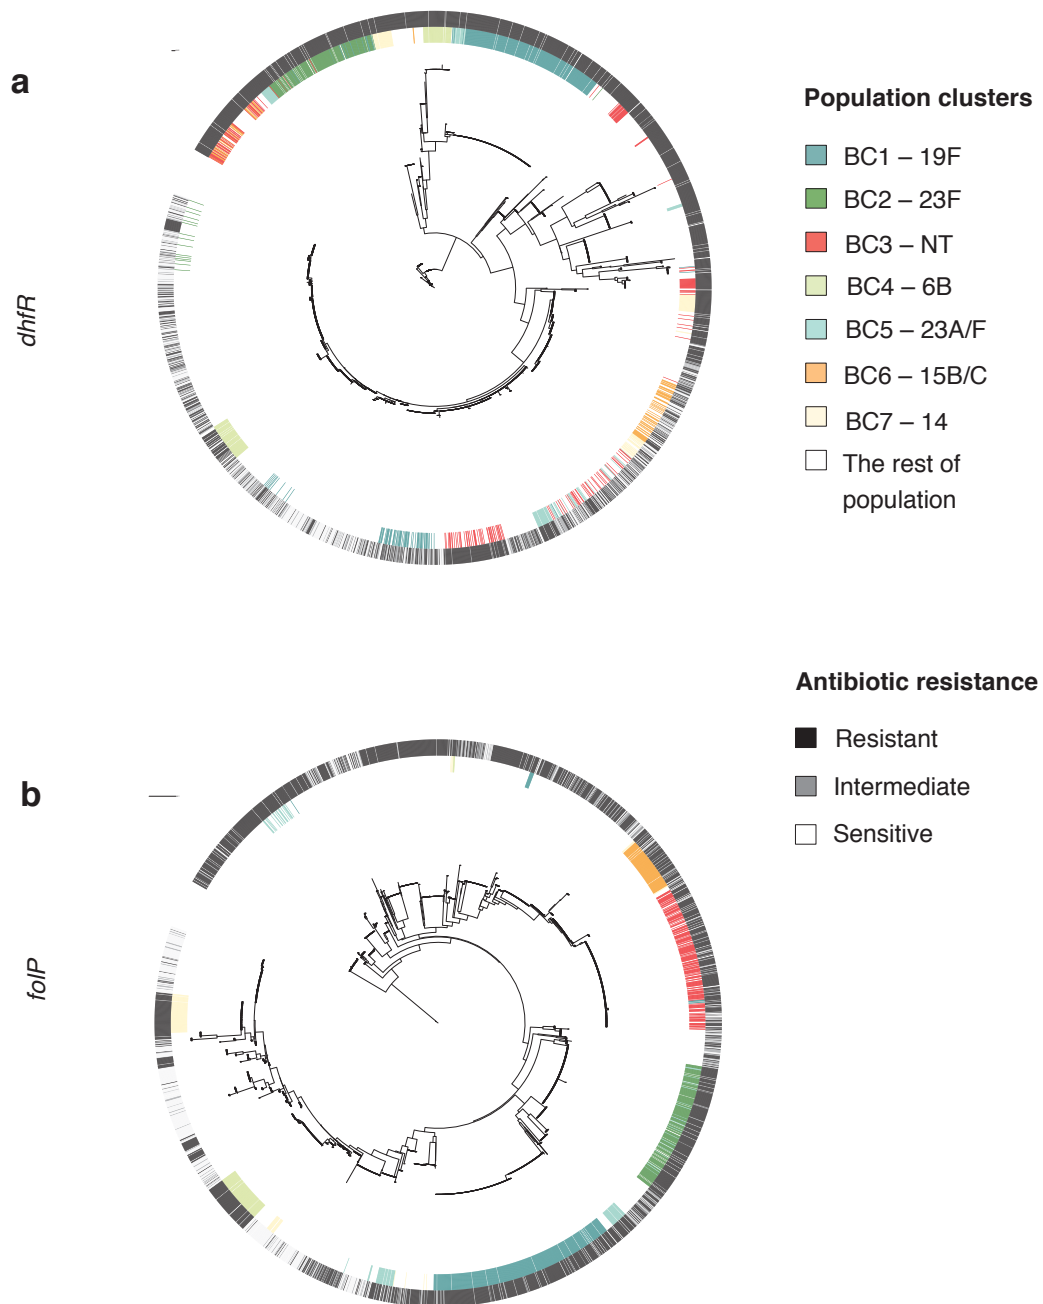 a
dhfR
Population clusters
BC1 – 19F
BC2 – 23F
BC3 – NT
BC4 – 6B
BC5 – 23A/F
BC6 – 15B/C
BC7 – 14
The rest of
population
Antibiotic resistance
Resistant
Intermediate
Sensitive
b
folP